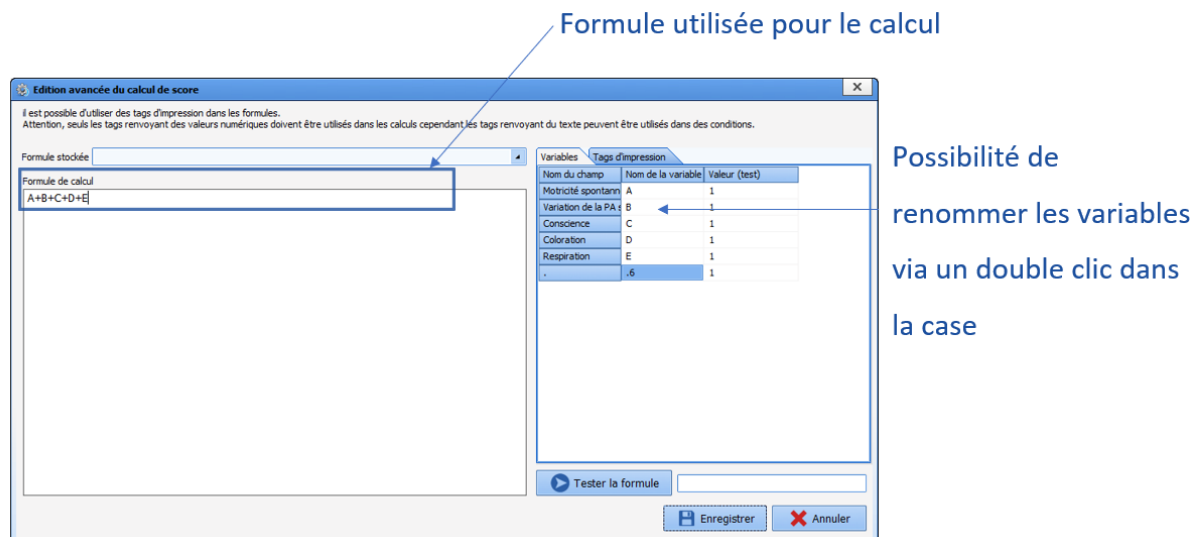 Formule utilisée pour le calcul
Edition avancée du calcul de score
il est possible d'utiliser des tags d'impression dans les formules.
Attention, seuls les tags renvoyant des valeurs numériques doivent être utilisés dans les calculs cependant les tags renvoyant du texte peuvent être utilisés dans des conditions.
Formule stockée
Formule de calcul
A+B+C+D+E
Variables Tags d'impression
Nom du champ Nom de la variable Valeur (test)
Motricité spontann A 1
Variation de la PA s B 1
Conscience C 1
Coloration D 1
Respiration E 1
. .6 1
Possibilité de
renommer les variables
via un double clic dans
la case
Tester la formule
Enregistrer Annuler